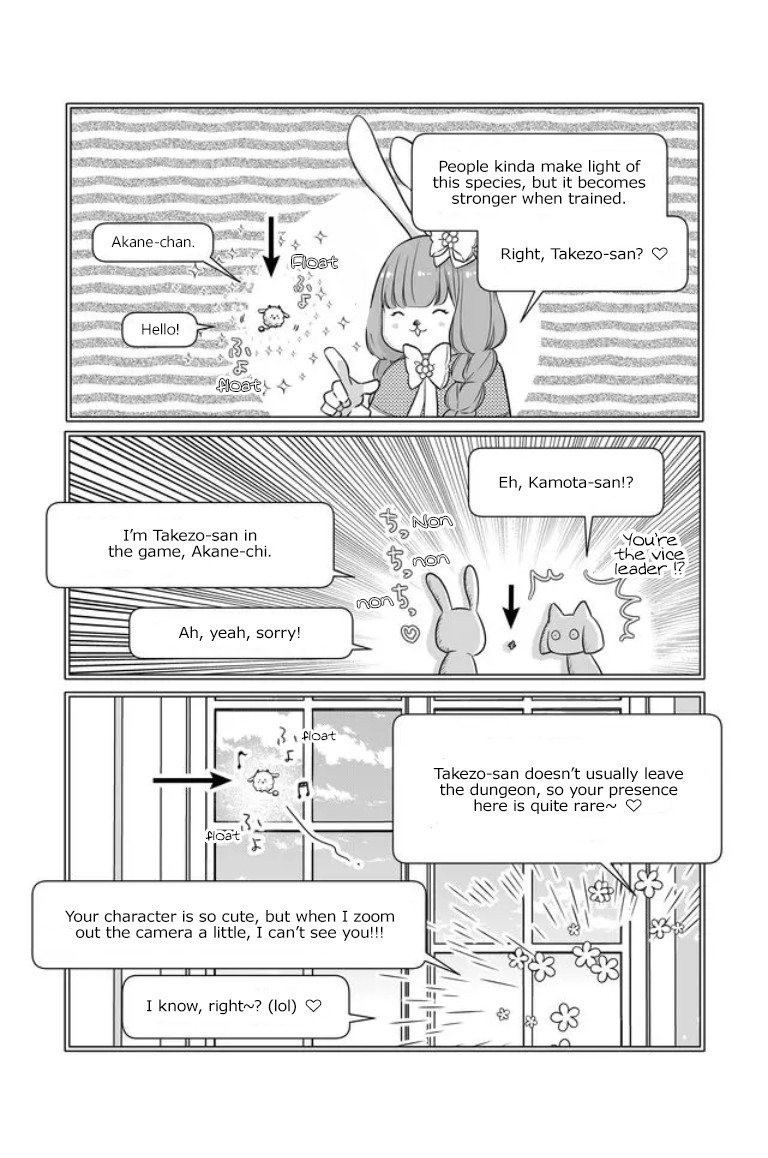 People kinda make light of
this species, but it becomes
stronger when trained.
Right, Takezo-san? ♡
Akane-chan.
Float
ふよ
Hello!
ふよ
float
Eh, Kamota-san!?
You're
the vice
leader !?
I'm Takezo-san in
the game, Akane-chi.
ちっ
Non
ちっ
non
ちっ
non
♡
Ah, yeah, sorry!
ふよ
float
Takezo-san doesn't usually leave
the dungeon, so your presence
here is quite rare~ ♡
float
ふよ
Your character is so cute, but when I zoom
out the camera a little, I can't see you!!!
I know, right~? (lol) ♡